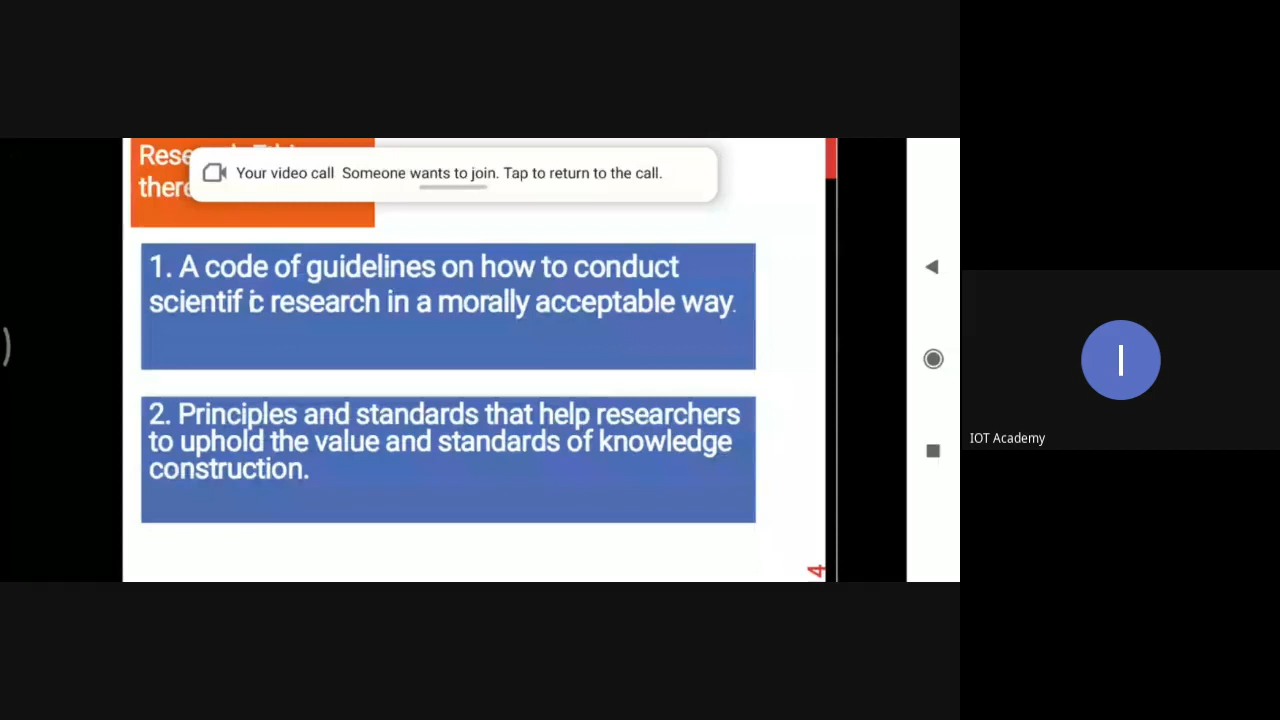 Rese
Your video call Someone wants to join. Tap to return to the call.
there
1. A code of guidelines on how to conduct
scientific research in a morally acceptable way.
2. Principles and standards that help researchers
to uphold the value and standards of knowledge
construction.
4
I
IOT Academy